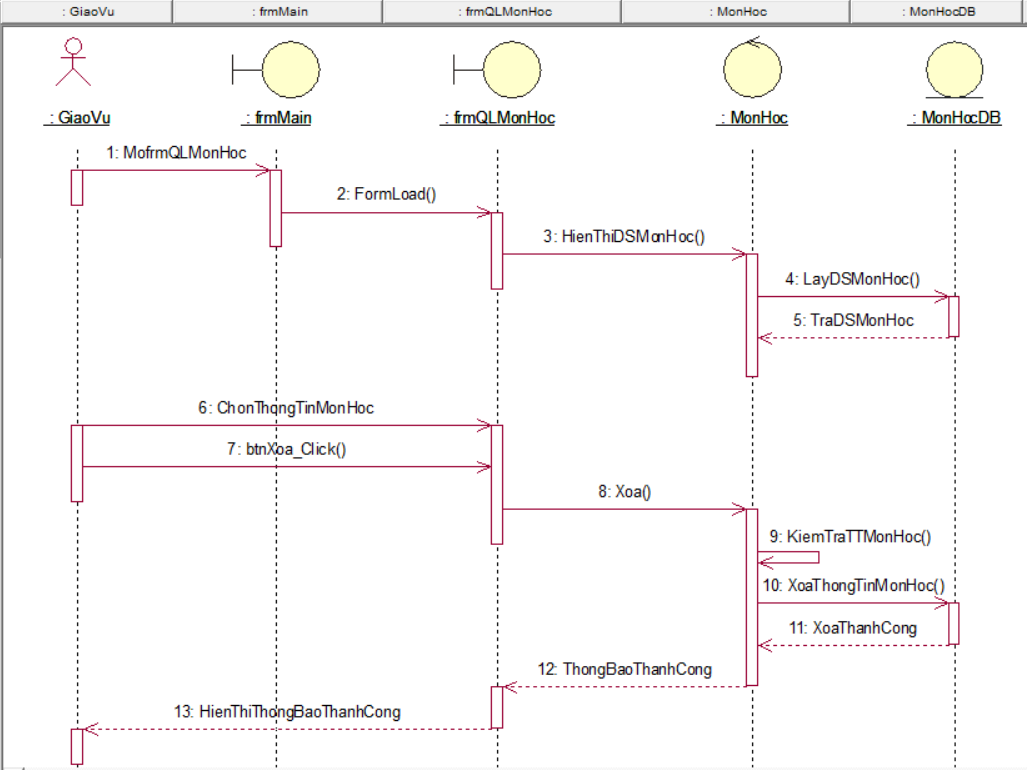 : GiaoVu
: frmMain
: frmQLMonHoc
: MonHoc
: MonHocDB
: GiaoVu
: frmMain
: frmQLMonHoc
: MonHoc
: MonHocDB
1: MofrmQLMonHoc
2: FormLoad()
3: HienThiDSMonHoc()
4: LayDSMonHoc()
5: TraDSMonHoc
6: ChonThongTinMonHoc
7: btnXoa_Click()
8: Xoa()
9: KiemTraTTMonHoc()
10: XoaThongTinMonHoc()
11: XoaThanhCong
12: ThongBaoThanhCong
13: HienThiThongBaoThanhCong